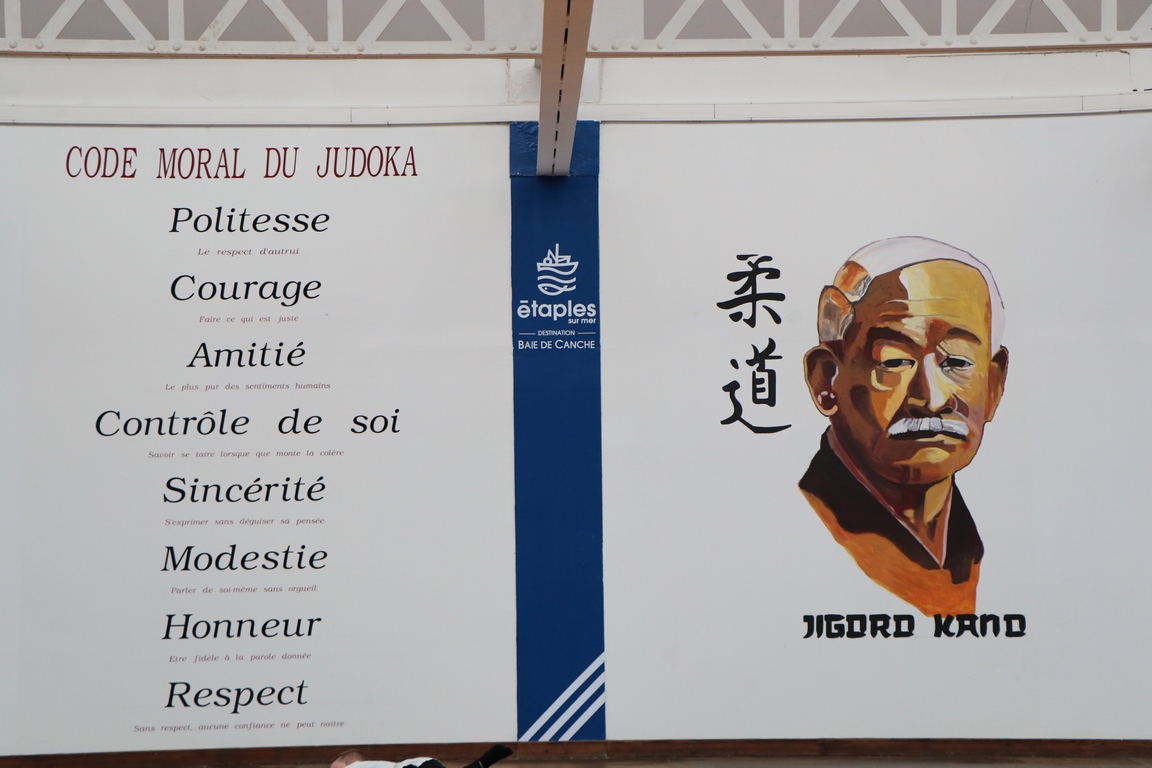 CODE MORAL DU JUDOKA
Politesse
Le respect d'autrui
Courage
Faire ce qui est juste
Amitié
Le plus pur des sentiments humains
Contrôle de soi
Savoir se taire lorsque que monte la colère
Sincérité
S'exprimer sans déguiser sa pensée
Modestie
Parler de soi-même sans orgueil
Honneur
Etre fidèle à la parole donnée
Respect
Sans respect, aucune confiance ne peut naître
étaples
sur mer
DESTINATION
BAIE DE CANCHE
柔道
JIGORO KANO